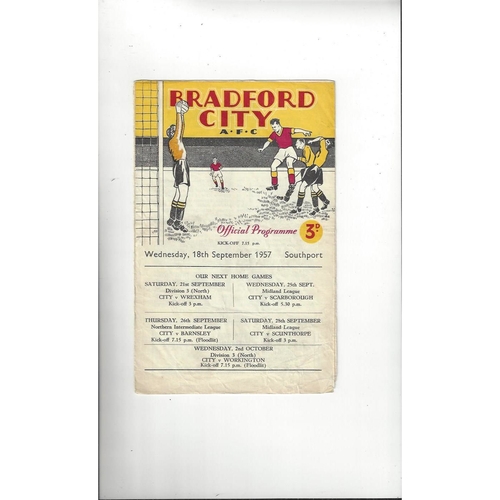 BRADFORD
CITY
A·F·C
Official Programme
3D
KICK-OFF 7.15 p.m.
Wednesday, 18th September 1957 Southport
OUR NEXT HOME GAMES
SATURDAY, 21st SEPTEMBER
Division 3 (North)
CITY v WREXHAM
Kick-off 3 p.m.
WEDNESDAY, 25th SEPT.
Midland League
CITY v SCARBOROUGH
Kick-off 5.30 p.m.
THURSDAY, 26th SEPTEMBER
Northern Intermediate League
CITY v BARNSLEY
Kick-off 7.15 p.m. (Floodlit)
SATURDAY, 28th SEPTEMBER
Midland League
CITY v SCUNTHORPE
Kick-off 3 p.m.
WEDNESDAY, 2nd OCTOBER
Division 3 (North)
CITY v WORKINGTON
Kick-off 7.15 p.m. (Floodlit)